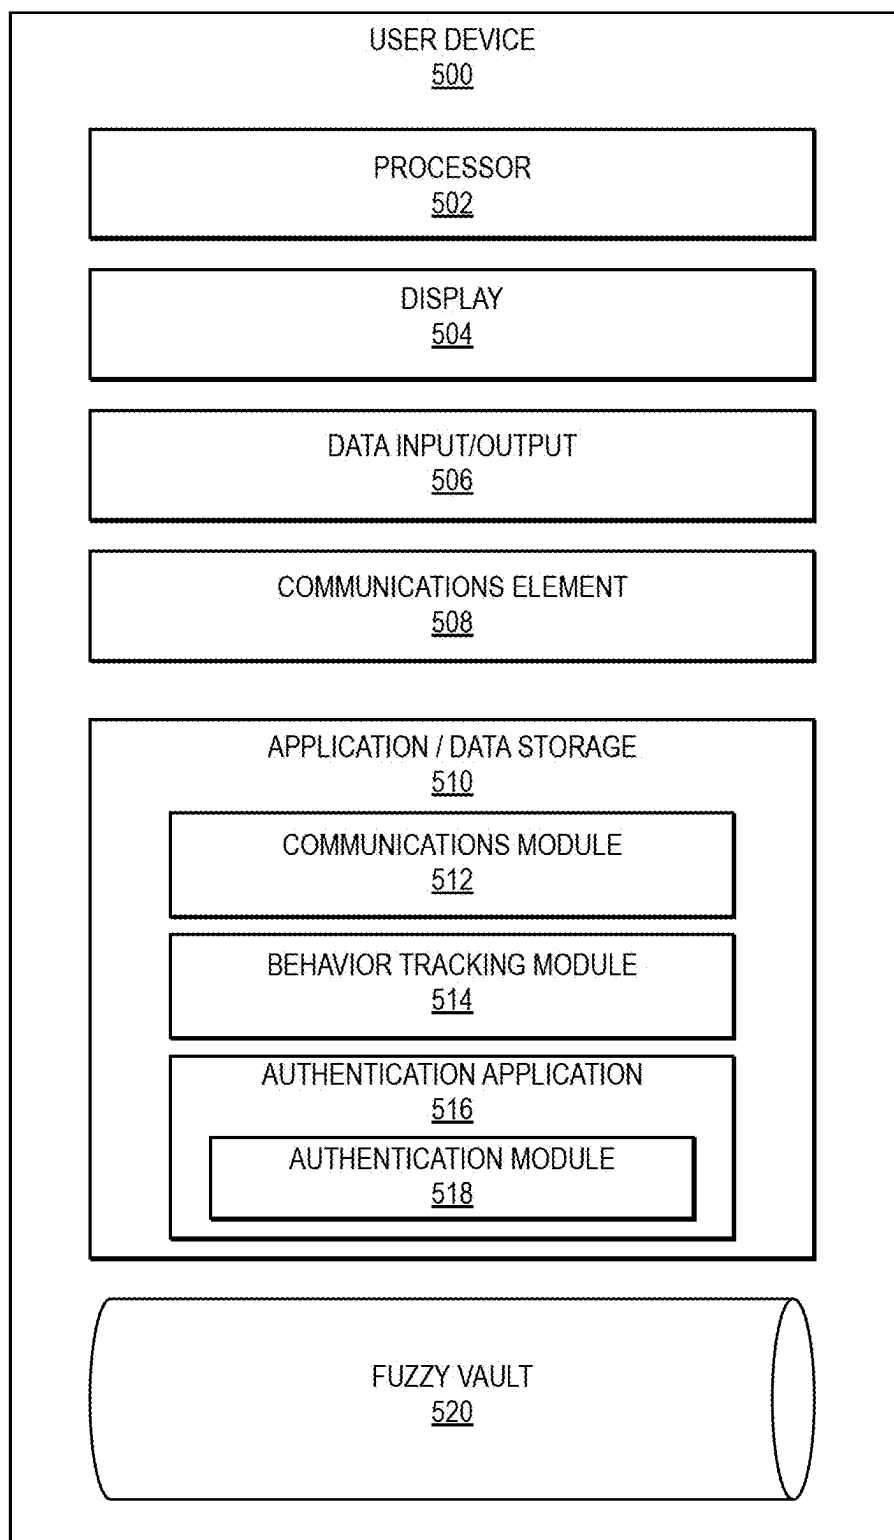 USER DEVICE
500
PROCESSOR
502
DISPLAY
504
DATA INPUT/OUTPUT
506
COMMUNICATIONS ELEMENT
508
APPLICATION / DATA STORAGE
510
COMMUNICATIONS MODULE
512
BEHAVIOR TRACKING MODULE
514
AUTHENTICATION APPLICATION
516
AUTHENTICATION MODULE
518
FUZZY VAULT
520